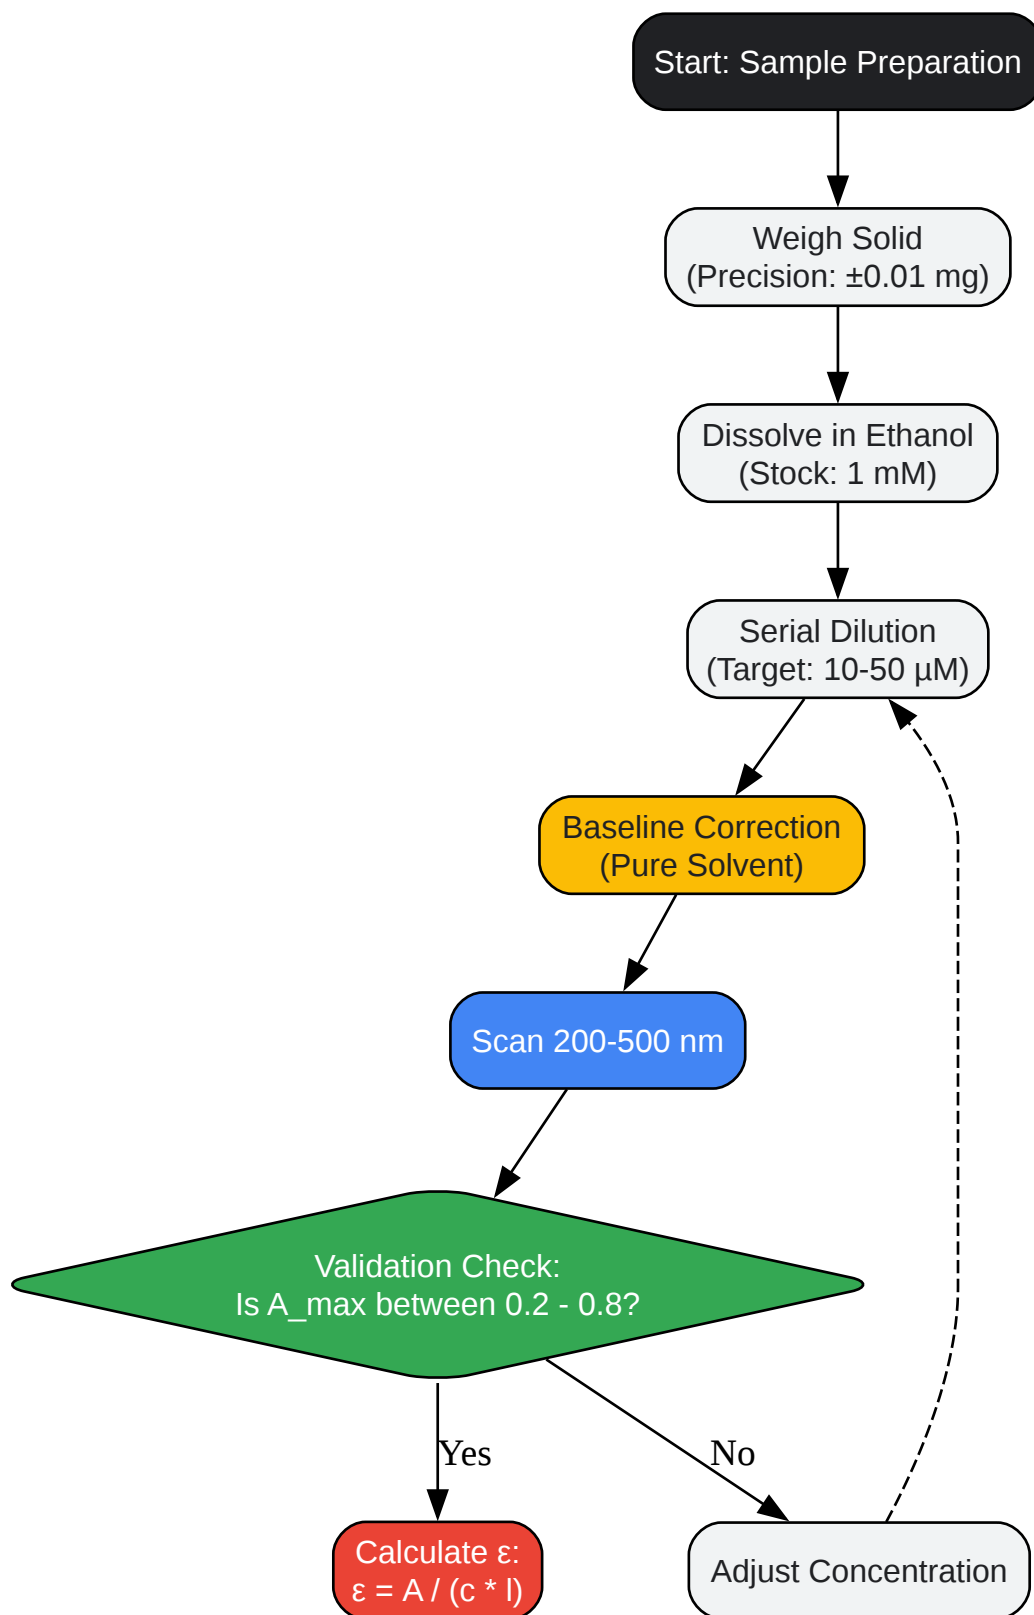 Start: Sample Preparation
Weigh Solid
(Precision: ±0.01 mg)
Dissolve in Ethanol
(Stock: 1 mM)
Serial Dilution
(Target: 10-50 µM)
Baseline Correction
(Pure Solvent)
Scan 200-500 nm
Validation Check:
Is A_max between 0.2 - 0.8?
Yes
No
Calculate ε:
ε = A / (c * l)
Adjust Concentration